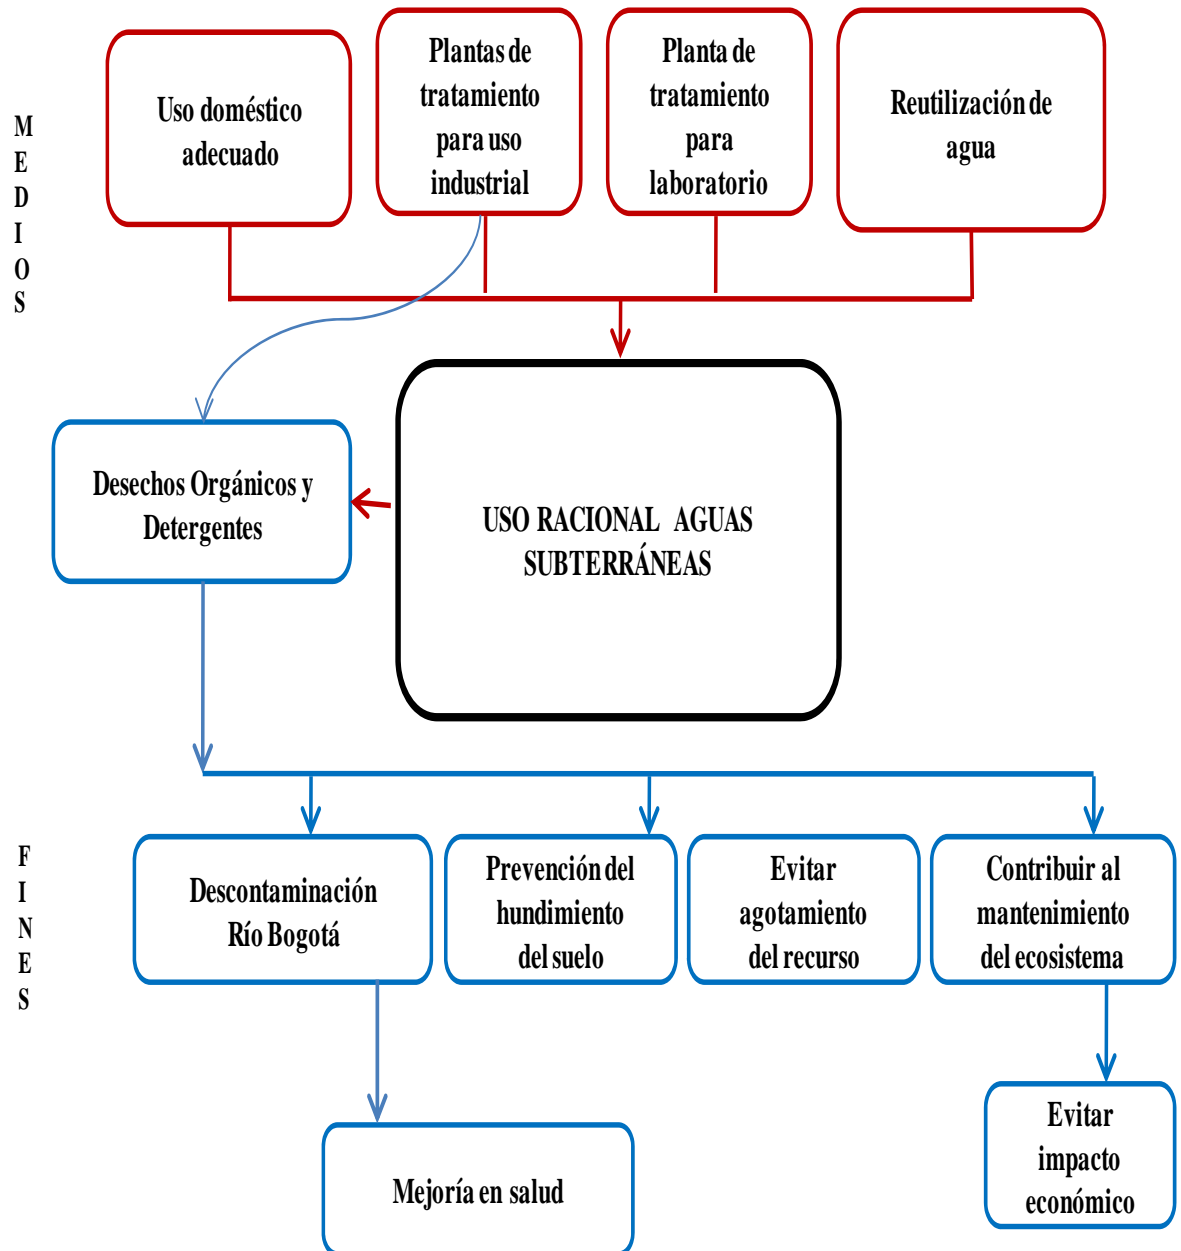 MEDIOS
Uso doméstico
adecuado
Plantas de
tratamiento
para uso
industrial
Planta de
tratamiento
para
laboratorio
Reutilización de
agua
Desechos Orgánicos y
Detergentes
USO RACIONAL AGUAS
SUBTERRÁNEAS
FINES
Descontaminación
Río Bogotá
Prevención del
hundimiento
del suelo
Evitar
agotamiento
del recurso
Contribuir al
mantenimiento
del ecosistema
Mejoría en salud
Evitar
impacto
económico